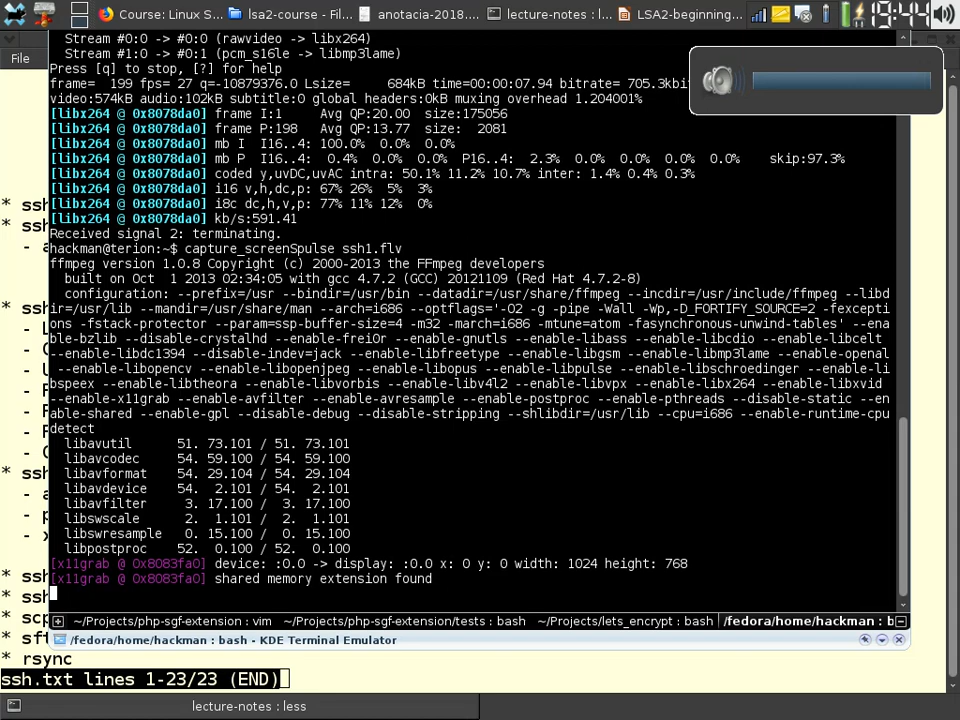 Course: Linux S...
lsa2-course - Fil...
anotacia-2018....
lecture-notes : l...
LSA2-beginning...
19:44
File
Stream #0:0 -> #0:0 (rawvideo -> libx264)
Stream #1:0 -> #0:1 (pcm_s16le -> libmp3lame)
Press [q] to stop, [?] for help
frame=  199 fps= 27 q=-10879376.0 Lsize=     684kB time=00:00:07.94 bitrate= 705.3kbi
video:574kB audio:102kB subtitle:0 global headers:0kB muxing overhead 1.204001%
[libx264 @ 0x8078da0] frame I:1     Avg QP:20.00  size:175056
[libx264 @ 0x8078da0] frame P:198   Avg QP:13.77  size:  2081
[libx264 @ 0x8078da0] mb I  I16..4: 100.0%  0.0%  0.0%
[libx264 @ 0x8078da0] mb P  I16..4:  0.4%  0.0%  0.0%  P16..4:  2.3%  0.0%  0.0%  0.0%  0.0%    skip:97.3%
[libx264 @ 0x8078da0] coded y,uvDC,uvAC intra: 50.1% 11.2% 10.7% inter: 1.4% 0.4% 0.3%
[libx264 @ 0x8078da0] i16 v,h,dc,p: 67% 26%  5%  3%
[libx264 @ 0x8078da0] i8c dc,h,v,p: 77% 11% 12%  0%
[libx264 @ 0x8078da0] kb/s:591.41
Received signal 2: terminating.
hackman@terion:~$ capture_screenSpulse ssh1.flv
ffmpeg version 1.0.8 Copyright (c) 2000-2013 the FFmpeg developers
built on Oct  1 2013 02:34:05 with gcc 4.7.2 (GCC) 20121109 (Red Hat 4.7.2-8)
configuration: --prefix=/usr --bindir=/usr/bin --datadir=/usr/share/ffmpeg --incdir=/usr/include/ffmpeg --libd
ir=/usr/lib --mandir=/usr/share/man --arch=i686 --optflags='-O2 -g -pipe -Wall -Wp,-D_FORTIFY_SOURCE=2 -fexcepti
ons -fstack-protector --param=ssp-buffer-size=4 -m32 -march=i686 -mtune=atom -fasynchronous-unwind-tables' --ena
ble-bzlib --disable-crystalhd --enable-frei0r --enable-gnutls --enable-libass --enable-libcdio --enable-libcelt
--enable-libdc1394 --disable-indev=jack --enable-libfreetype --enable-libgsm --enable-libmp3lame --enable-openal
--enable-libopencv --enable-libopenjpeg --enable-libopus --enable-libpulse --enable-libschroedinger --enable-li
bspeex --enable-libtheora --enable-libvorbis --enable-libv4l2 --enable-libvpx --enable-libx264 --enable-libxvid
--enable-x11grab --enable-avfilter --enable-avresample --enable-postproc --enable-pthreads --disable-static --en
able-shared --enable-gpl --disable-debug --disable-stripping --shlibdir=/usr/lib --cpu=i686 --enable-runtime-cpu
detect
libavutil      51. 73.101 / 51. 73.101
libavcodec     54. 59.100 / 54. 59.100
libavformat    54. 29.104 / 54. 29.104
libavdevice    54.  2.101 / 54.  2.101
libavfilter     3. 17.100 /  3. 17.100
libswscale      2.  1.101 /  2.  1.101
libswresample   0. 15.100 /  0. 15.100
libpostproc    52.  0.100 / 52.  0.100
[x11grab @ 0x8083fa0] device: :0.0 -> display: :0.0 x: 0 y: 0 width: 1024 height: 768
[x11grab @ 0x8083fa0] shared memory extension found
~/Projects/php-sgf-extension : vim
~/Projects/php-sgf-extension/tests : bash
~/Projects/lets_encrypt : bash
/fedora/home/hackman : b
/fedora/home/hackman : bash - KDE Terminal Emulator
* ssh
* ssh
* ssh
* ssh
* ssh
* ssh
* scp
* sft
* rsync
ssh.txt lines 1-23/23 (END)
lecture-notes : less